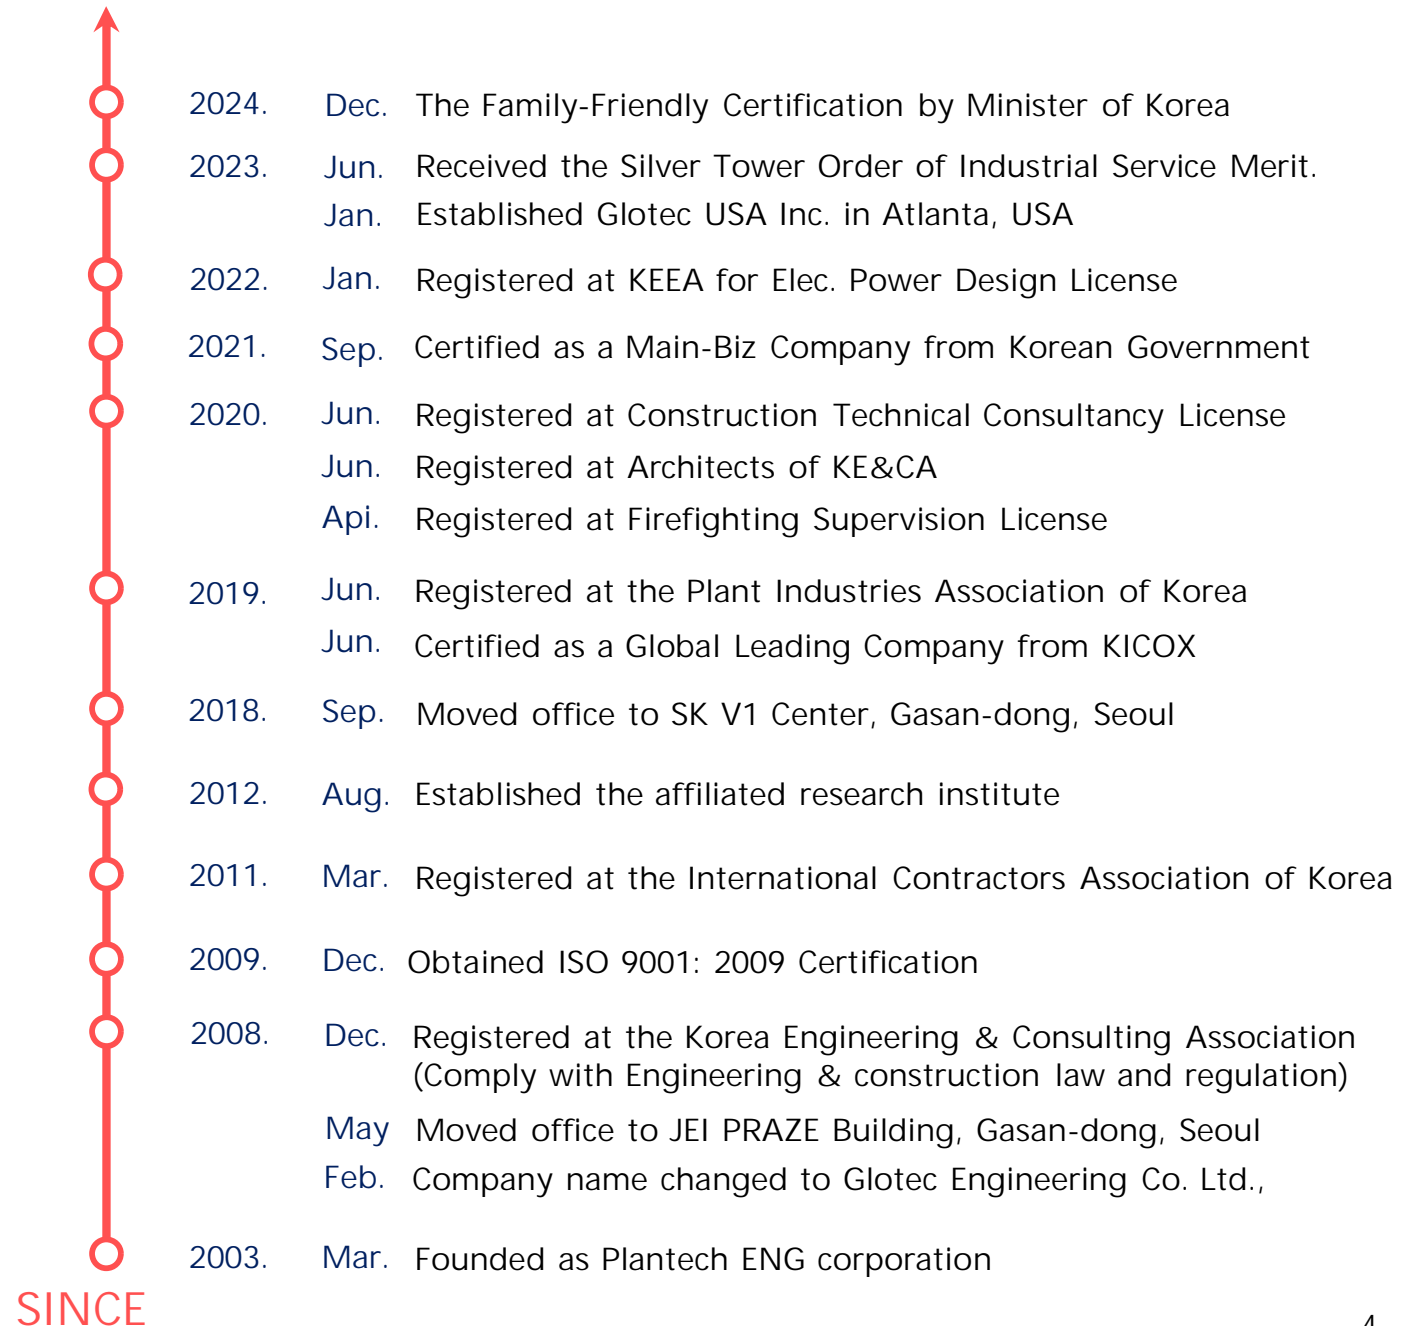 2024. Dec. The Family-Friendly Certification by Minister of Korea
2023. Jun. Received the Silver Tower Order of Industrial Service Merit.
Jan. Established Glotec USA Inc. in Atlanta, USA
2022. Jan. Registered at KEEA for Elec. Power Design License
2021. Sep. Certified as a Main-Biz Company from Korean Government
2020. Jun. Registered at Construction Technical Consultancy License
Jun. Registered at Architects of KE&CA
Api. Registered at Firefighting Supervision License
2019. Jun. Registered at the Plant Industries Association of Korea
Jun. Certified as a Global Leading Company from KICOX
2018. Sep. Moved office to SK V1 Center, Gasan-dong, Seoul
2012. Aug. Established the affiliated research institute
2011. Mar. Registered at the International Contractors Association of Korea
2009. Dec. Obtained ISO 9001: 2009 Certification
2008. Dec. Registered at the Korea Engineering & Consulting Association
(Comply with Engineering & construction law and regulation)
May Moved office to JEI PRAZE Building, Gasan-dong, Seoul
Feb. Company name changed to Glotec Engineering Co. Ltd.,
2003. Mar. Founded as Plantech ENG corporation
SINCE
4